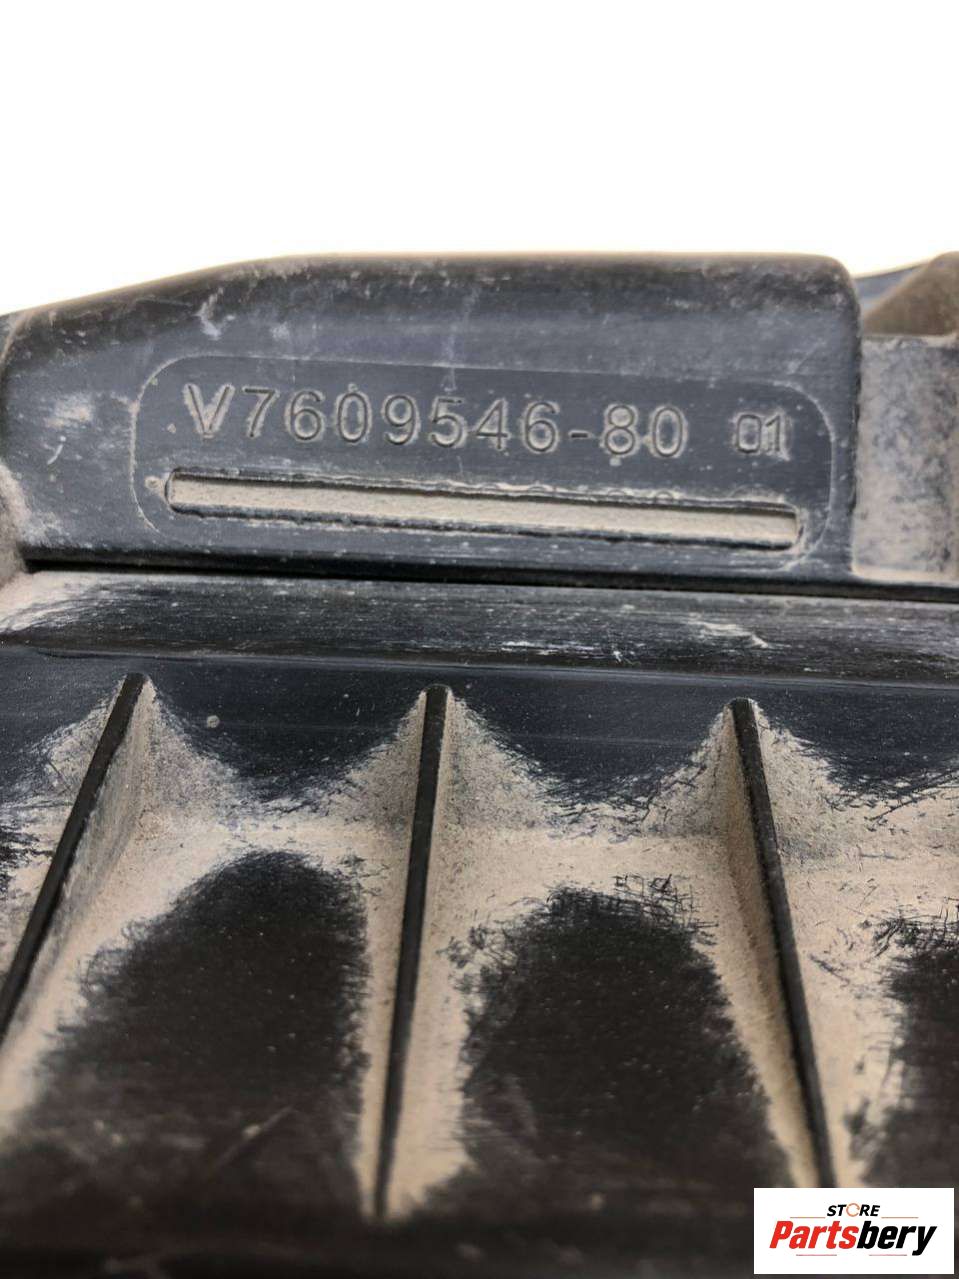 V7609546-80 01
STORE
Partsbery